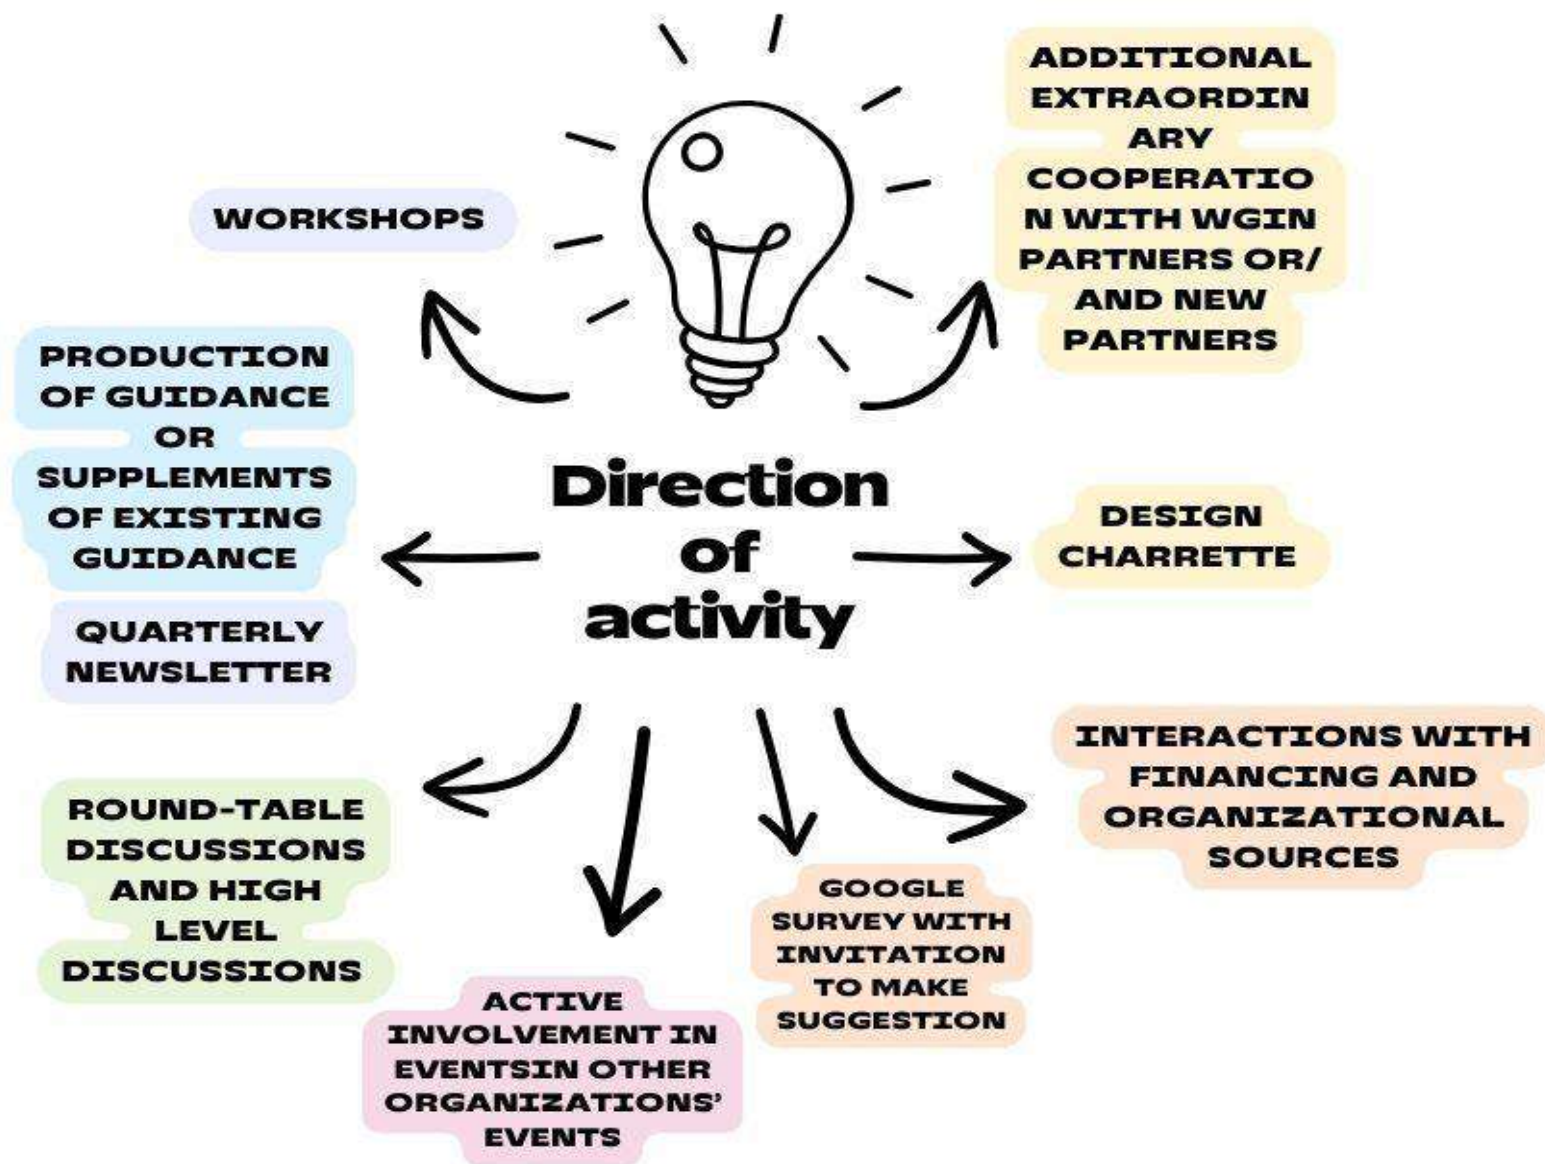 WORKSHOPS
ADDITIONAL
EXTRAORDIN
ARY
COOPERATIO
N WITH WGIN
PARTNERS OR/
AND NEW
PARTNERS
PRODUCTION
OF GUIDANCE
OR
SUPPLEMENTS
OF EXISTING
GUIDANCE
Direction
of
activity
DESIGN
CHARRETTE
QUARTERLY
NEWSLETTER
ROUND-TABLE
DISCUSSIONS
AND HIGH
LEVEL
DISCUSSIONS
ACTIVE
INVOLVEMENT IN
EVENTSIN OTHER
ORGANIZATIONS'
EVENTS
GOOGLE
SURVEY WITH
INVITATION
TO MAKE
SUGGESTION
INTERACTIONS WITH
FINANCING AND
ORGANIZATIONAL
SOURCES